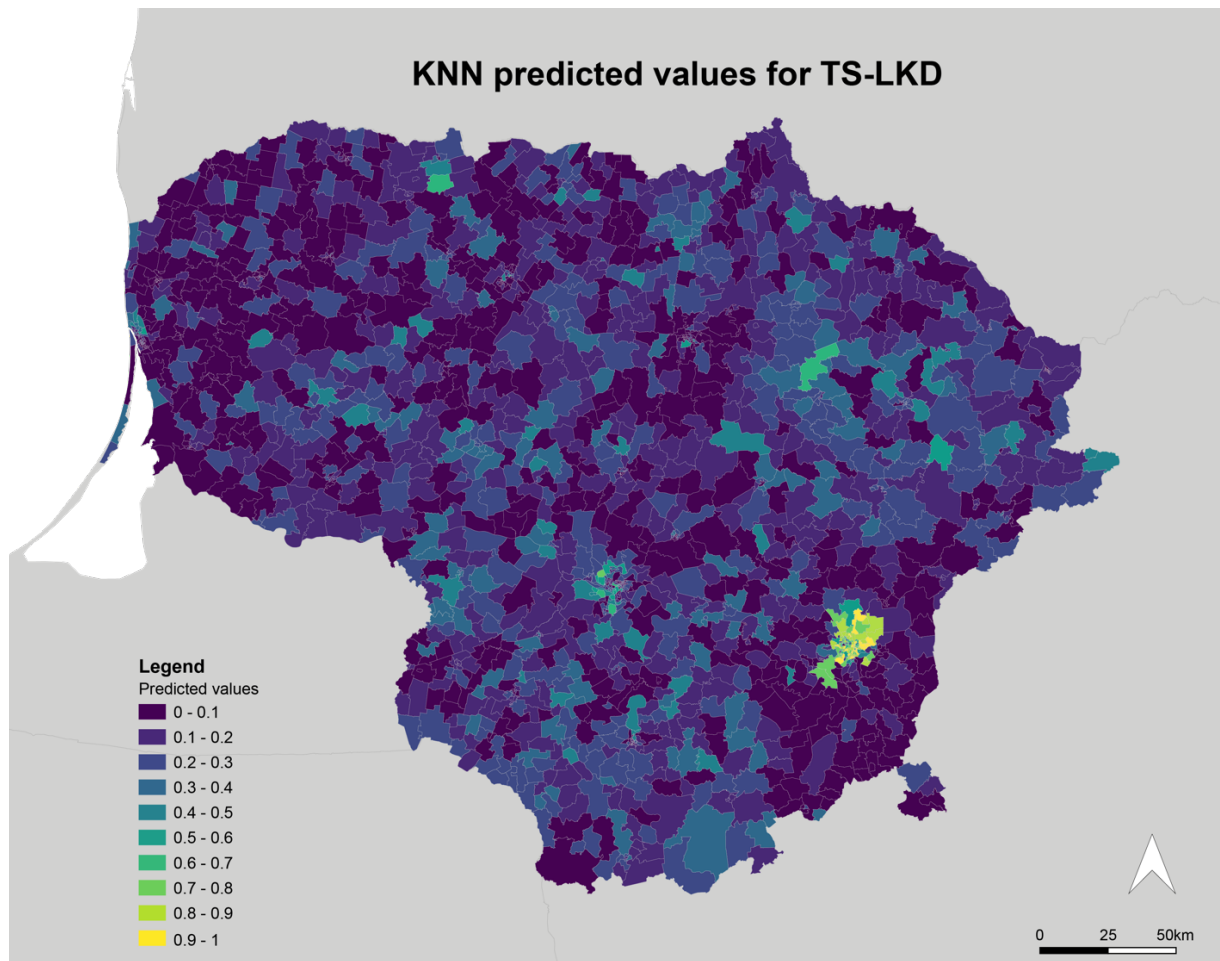 KNN predicted values for TS-LKD
Legend
Predicted values
0 - 0.1
0.1 - 0.2
0.2 - 0.3
0.3 - 0.4
0.4 - 0.5
0.5 - 0.6
0.6 - 0.7
0.7 - 0.8
0.8 - 0.9
0.9 - 1
0 25 50km